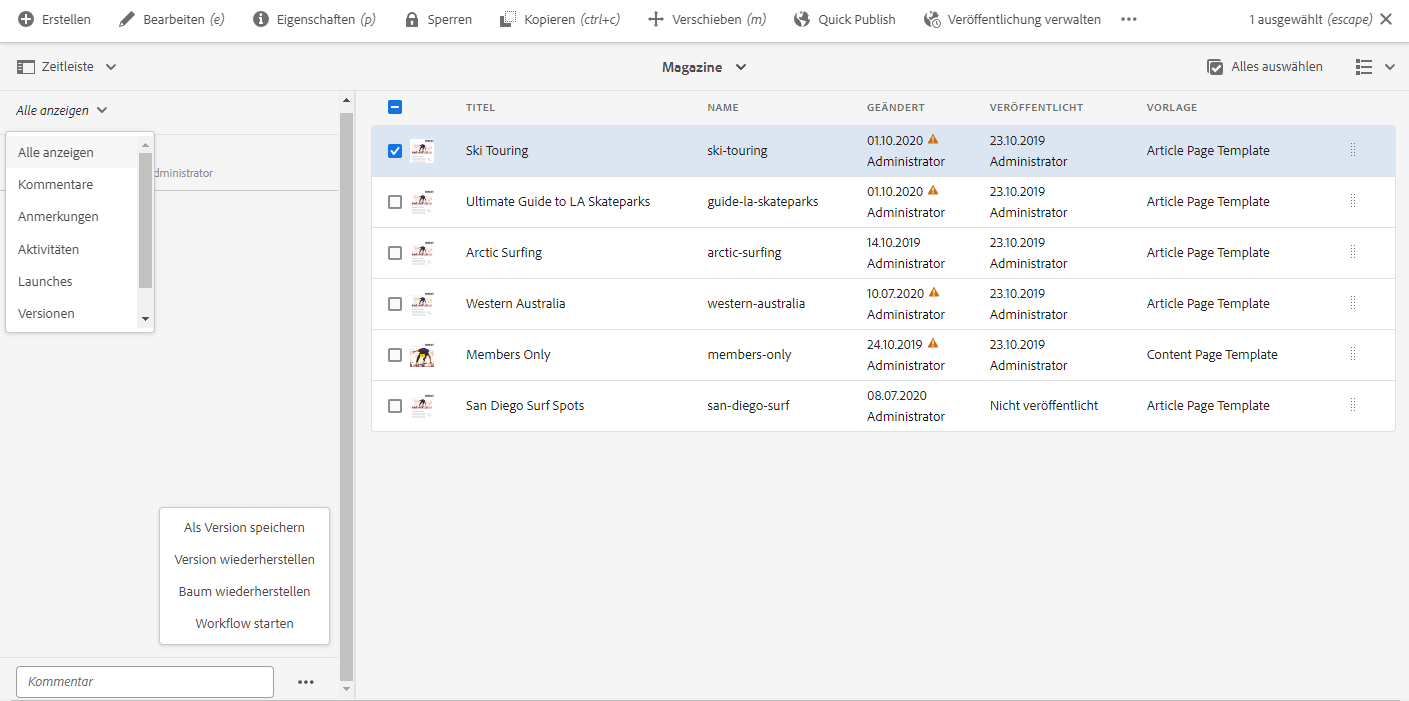 Erstellen Bearbeiten (e) Eigenschaften (p) Sperren Kopieren (ctrl+c) Verschieben (m) Quick Publish Veröffentlichung verwalten 1 ausgewählt (escape)
Zeitleiste Magazine Alles auswählen
Alle anzeigen
Alle anzeigen
Kommentare
dministrator
Anmerkungen
Aktivitäten
Launches
Versionen
Als Version speichern
Version wiederherstellen
Baum wiederherstellen
Workflow starten
Kommentar
TITEL NAME GEÄNDERT VERÖFFENTLICHT VORLAGE
Ski Touring ski-touring 01.10.2020 23.10.2019 Article Page Template
Administrator Administrator
Ultimate Guide to LA Skateparks guide-la-skateparks 01.10.2020 23.10.2019 Article Page Template
Administrator Administrator
Arctic Surfing arctic-surfing 14.10.2019 23.10.2019 Article Page Template
Administrator Administrator
Western Australia western-australia 10.07.2020 23.10.2019 Article Page Template
Administrator Administrator
Members Only members-only 24.10.2019 23.10.2019 Content Page Template
Administrator Administrator
San Diego Surf Spots san-diego-surf 08.07.2020 Nicht veröffentlicht Article Page Template
Administrator